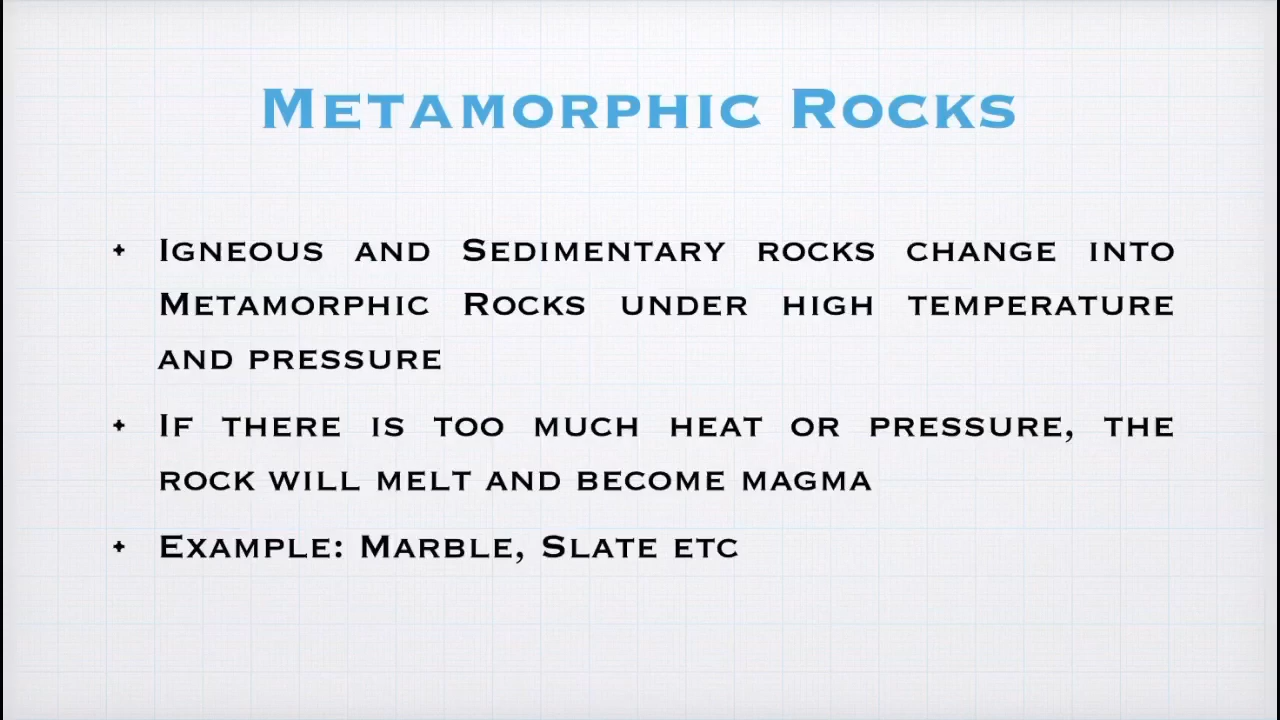 Metamorphic Rocks
• Igneous and Sedimentary rocks change into
Metamorphic Rocks under high temperature
and pressure
• If there is too much heat or pressure, the
rock will melt and become magma
• Example: Marble, Slate etc